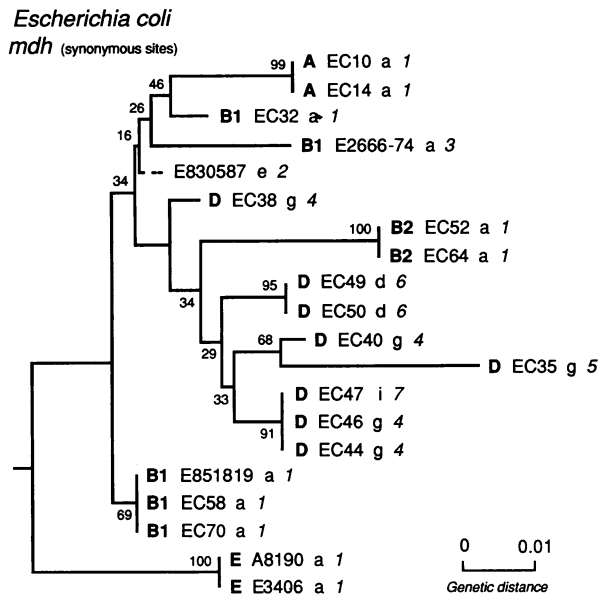 Escherichia coli
mdh (synonymous sites)
99 A EC10 a 1
A EC14 a 1
46
B1 EC32 a 1
26
B1 E2666-74 a 3
16
E830587 e 2
34
D EC38 g 4
100 B2 EC52 a 1
B2 EC64 a 1
95 D EC49 d 6
D EC50 d 6
34
68 D EC40 g 4
29
D EC35 g 5
33
D EC47 i 7
D EC46 g 4
91
D EC44 g 4
B1 E851819 a 1
B1 EC58 a 1
69
B1 EC70 a 1
100 E A8190 a 1
E E3406 a 1
0 0.01
Genetic distance